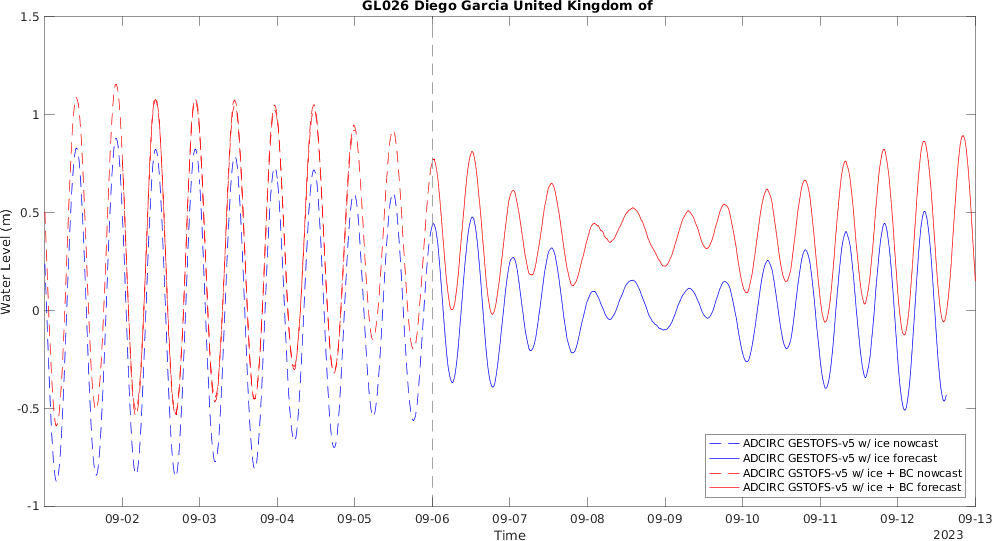 GL026 Diego Garcia United Kingdom of
1.5
1
0.5
0
-0.5
-1
Water Level (m)
ADCIRC GESTOFS-v5 w/ ice nowcast
ADCIRC GESTOFS-v5 w/ ice forecast
ADCIRC GSTOFS-v5 w/ ice + BC nowcast
ADCIRC GSTOFS-v5 w/ ice + BC forecast
09-02 09-03 09-04 09-05 09-06 09-07 09-08 09-09 09-10 09-11 09-12 09-13
Time
2023